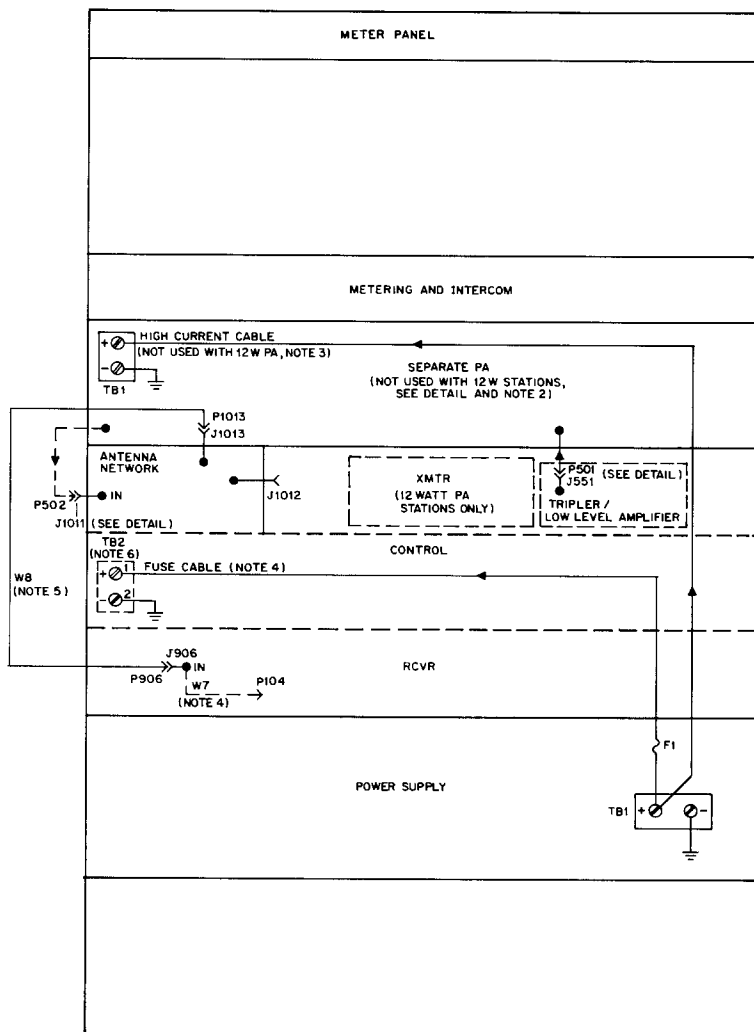 METER PANEL
METERING AND INTERCOM
+
HIGH CURRENT CABLE
(NOT USED WITH 12W PA, NOTE 3)
-
TB1
SEPARATE PA
(NOT USED WITH 12W STATIONS,
SEE DETAIL AND NOTE 2)
P1013
J1013
ANTENNA
NETWORK
J1012
P502
IN
J1011 (SEE DETAIL)
XMTR
(12 WATT PA
STATIONS ONLY)
P501
J551
(SEE DETAIL)
TRIPLER /
LOW LEVEL AMPLIFIER
CONTROL
TB2
(NOTE 6)
+
1
FUSE CABLE (NOTE 4)
-
2
W8
(NOTE 5)
J906
IN
P906
W7
(NOTE 4)
P104
RCVR
F1
POWER SUPPLY
TB1
+
-